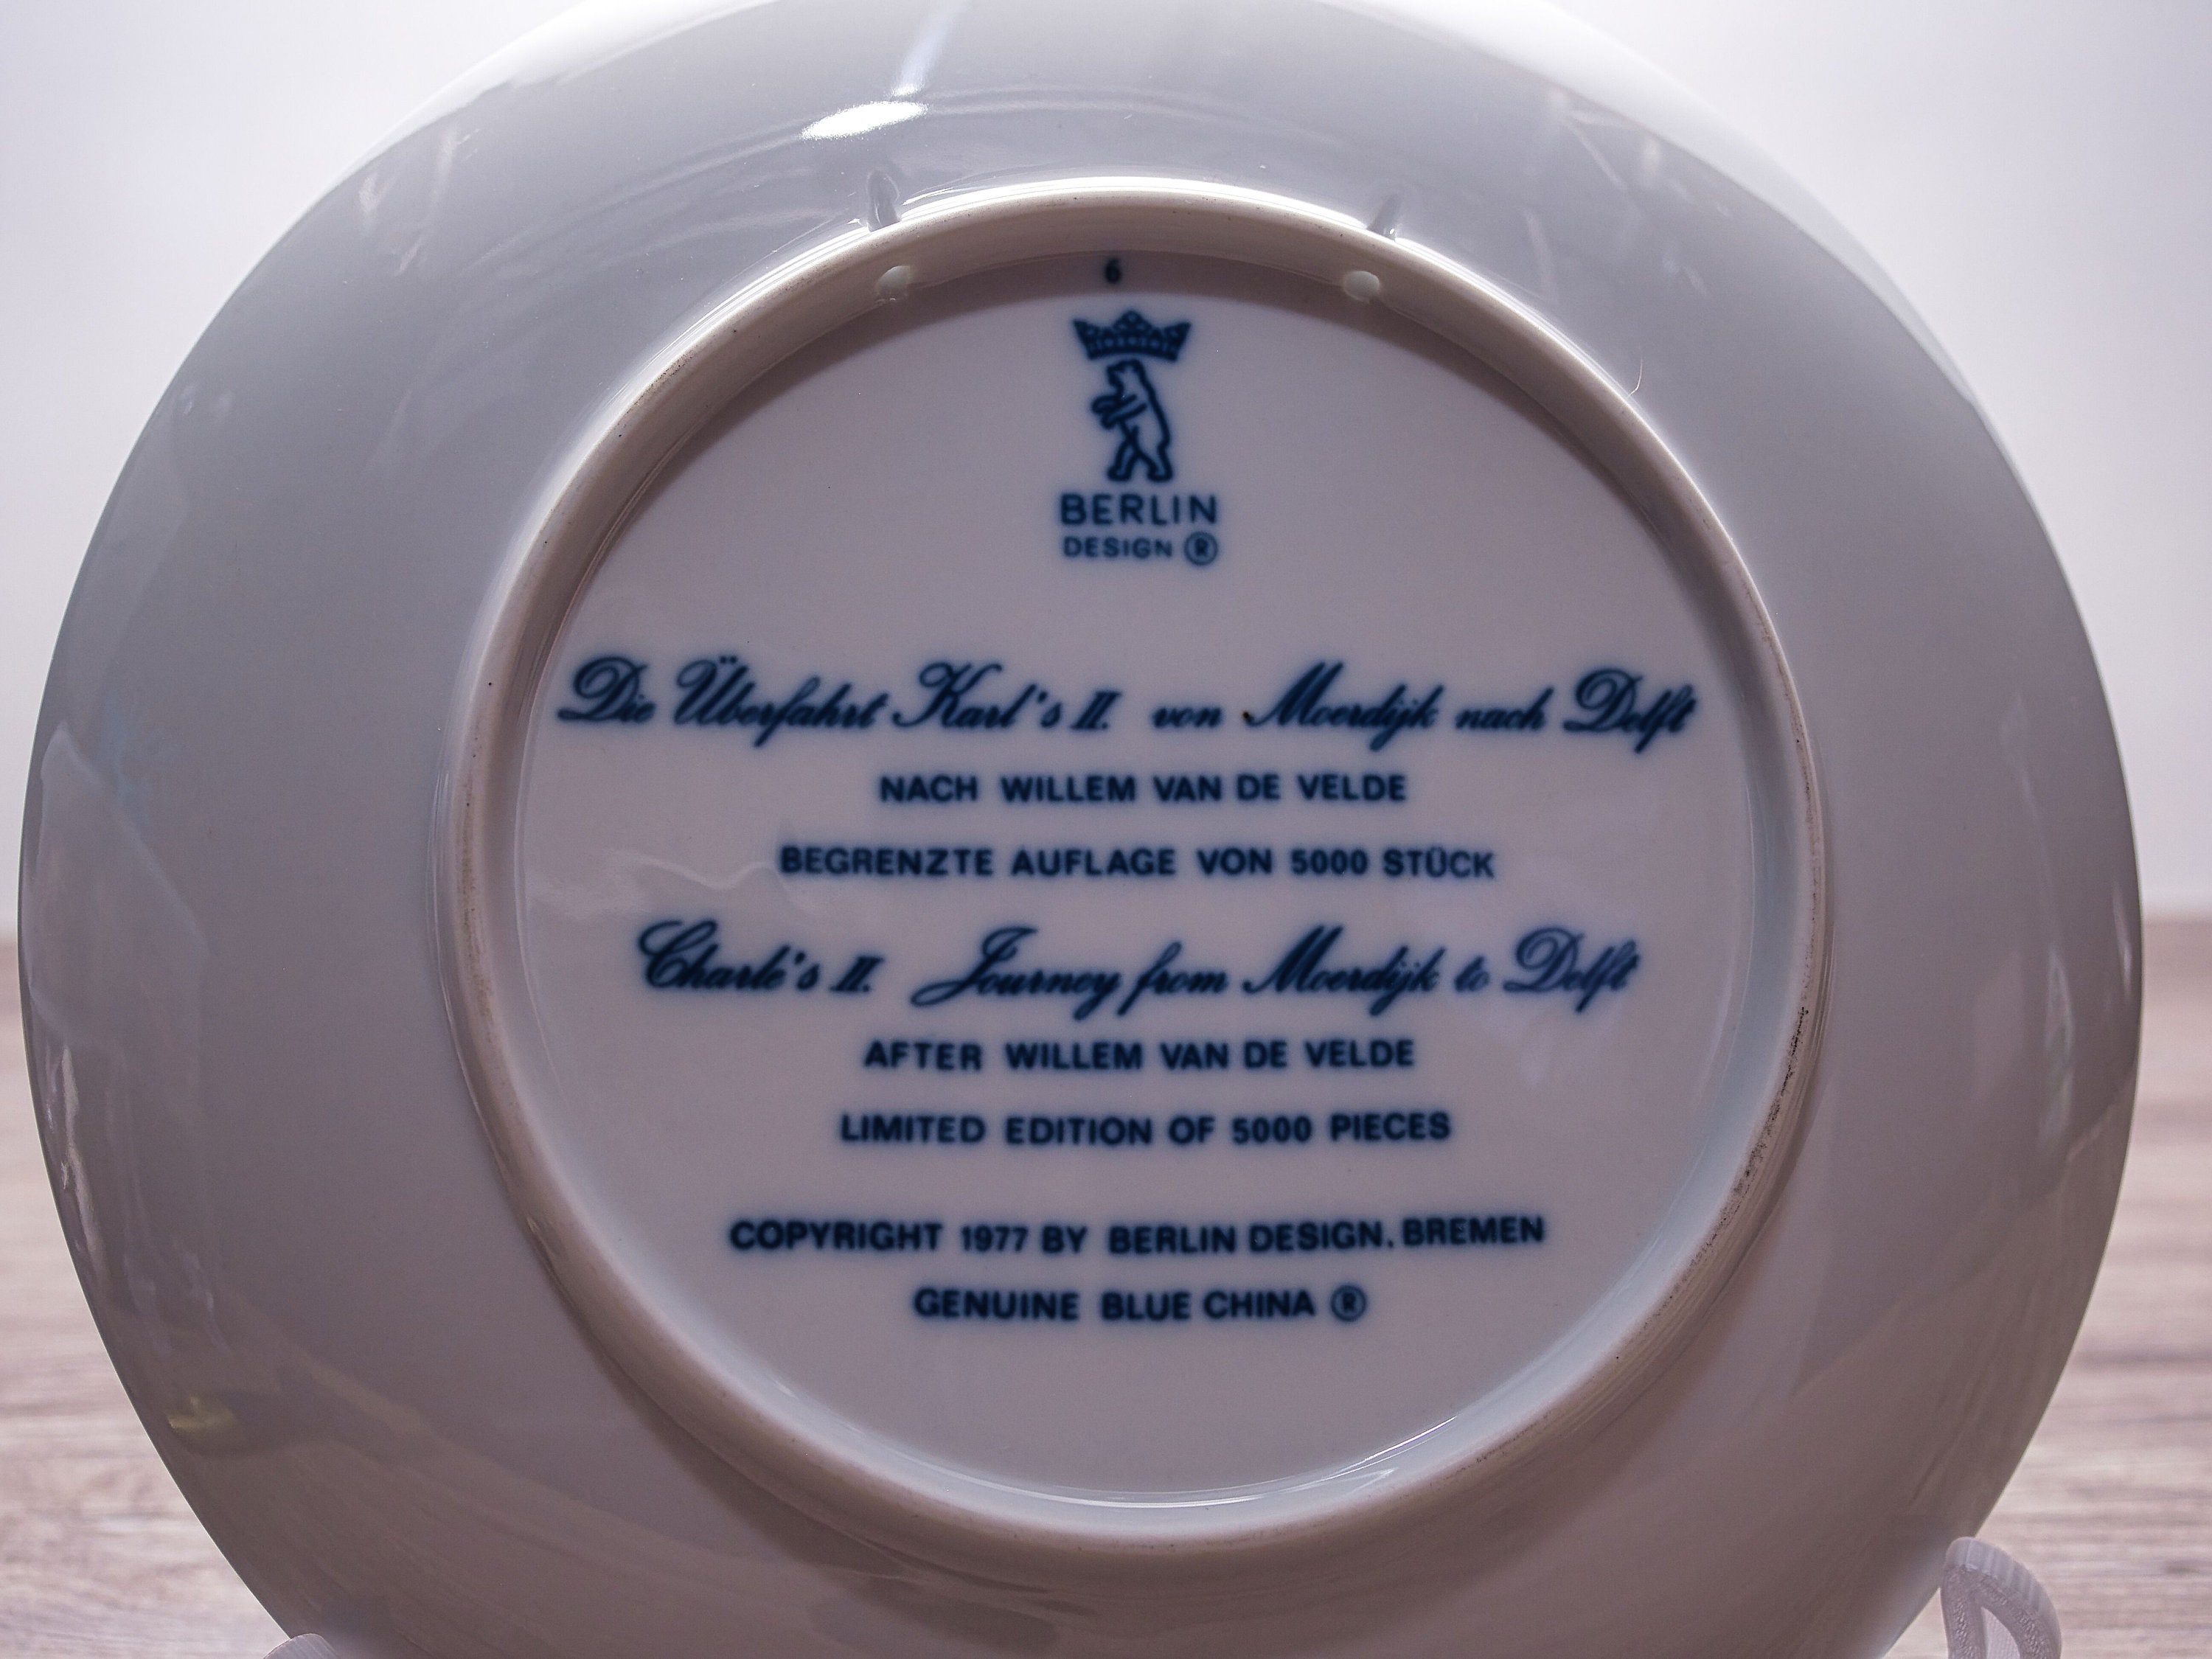 6
BERLIN
DESIGN ®
Die Überfahrt Karl's II. von Moerdijk nach Delft
NACH WILLEM VAN DE VELDE
BEGRENZTE AUFLAGE VON 5000 STÜCK
Charle's II. Journey from Moerdijk to Delft
AFTER WILLEM VAN DE VELDE
LIMITED EDITION OF 5000 PIECES
COPYRIGHT 1977 BY BERLIN DESIGN. BREMEN
GENUINE BLUE CHINA ®